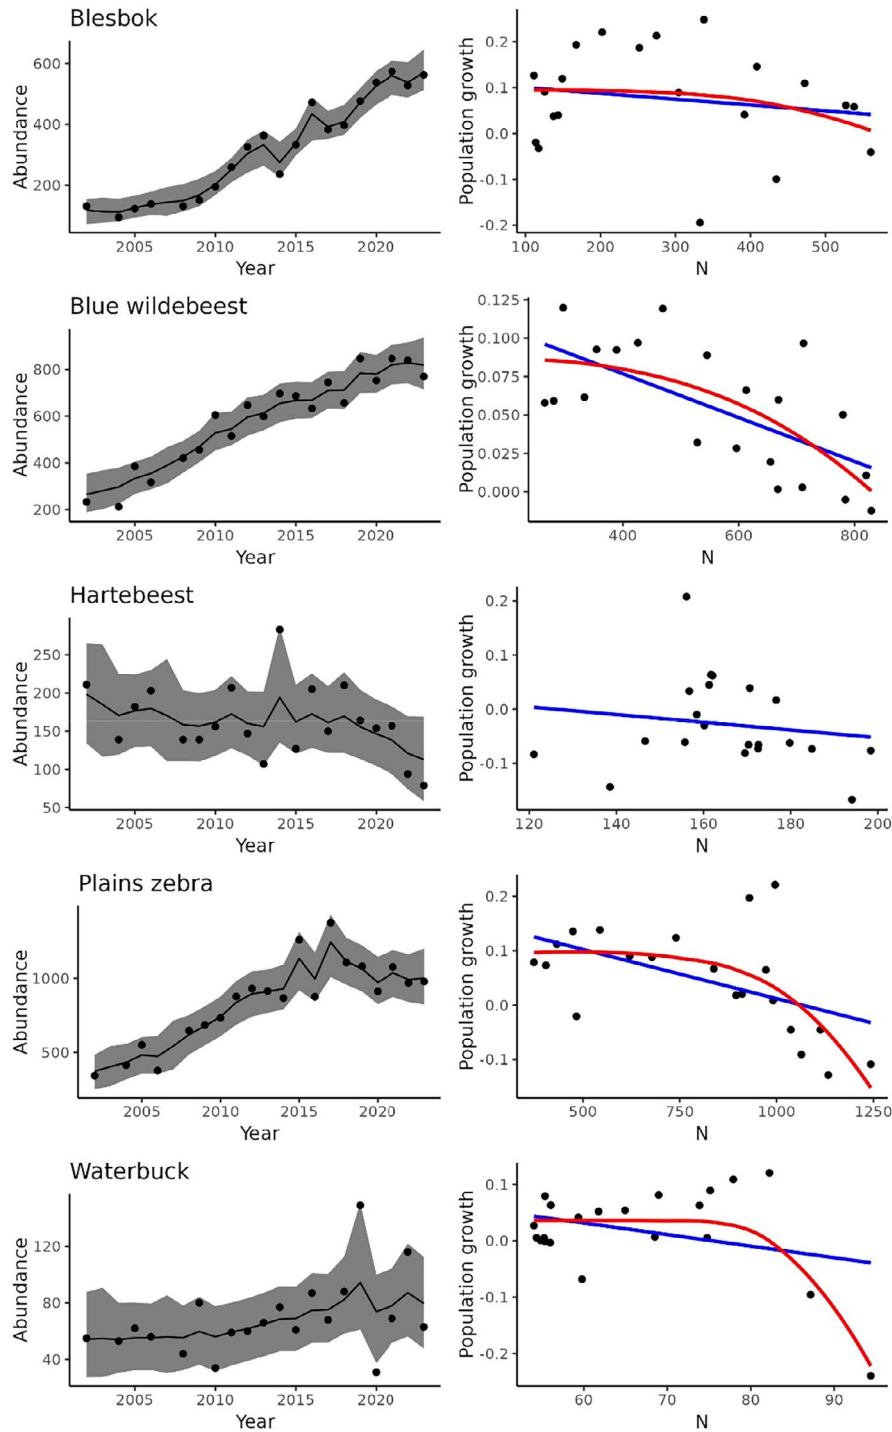 Blesbok
Abundance
600
400
200
2005 2010 2015 2020
Year
Population growth
0.2
0.1
0.0
-0.1
-0.2
100 200 300 400 500
N
Blue wildebeest
Abundance
800
600
400
200
2005 2010 2015 2020
Year
Population growth
0.125
0.100
0.075
0.050
0.025
0.000
400 600 800
N
Hartebeest
Abundance
250
200
150
100
50
2005 2010 2015 2020
Year
Population growth
0.2
0.1
0.0
-0.1
120 140 160 180 200
N
Plains zebra
Abundance
1000
500
2005 2010 2015 2020
Year
Population growth
0.2
0.1
0.0
-0.1
500 750 1000 1250
N
Waterbuck
Abundance
120
80
40
2005 2010 2015 2020
Year
Population growth
0.1
0.0
-0.1
-0.2
60 70 80 90
N